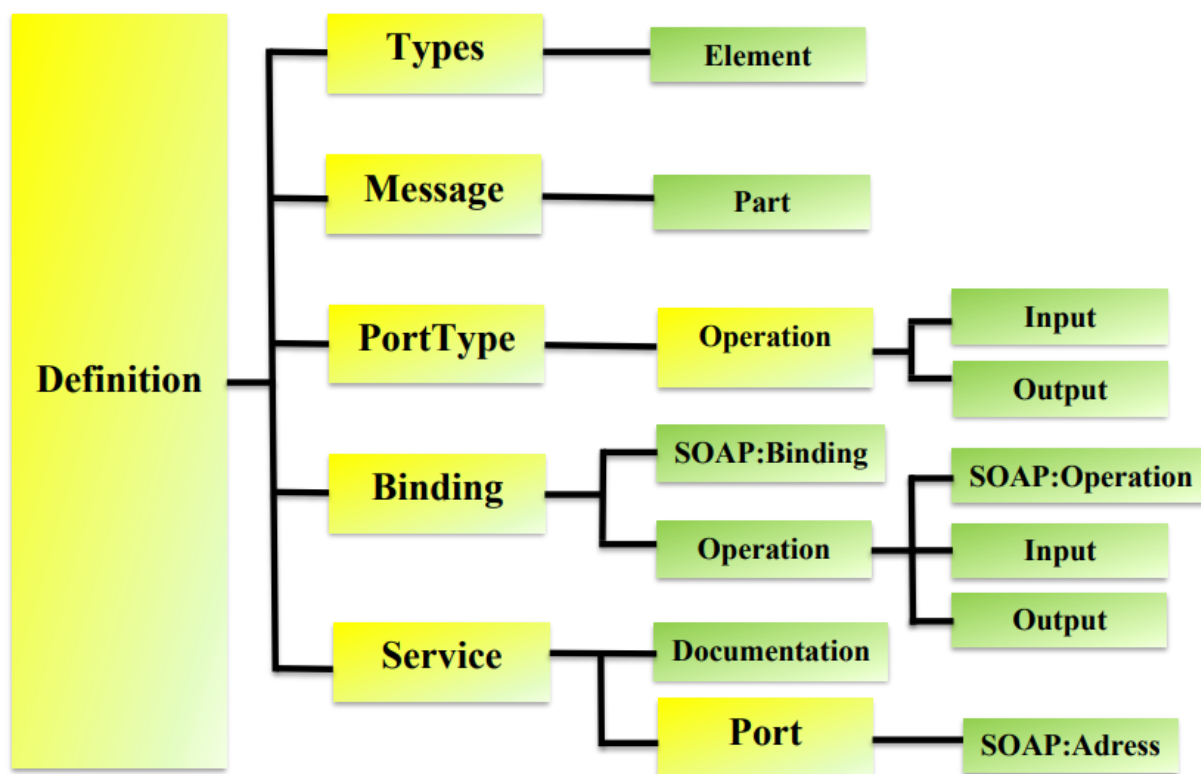 Definition
Types
Element
Message
Part
PortType
Operation
Input
Output
Binding
SOAP:Binding
Operation
SOAP:Operation
Input
Output
Service
Documentation
Port
SOAP:Adress